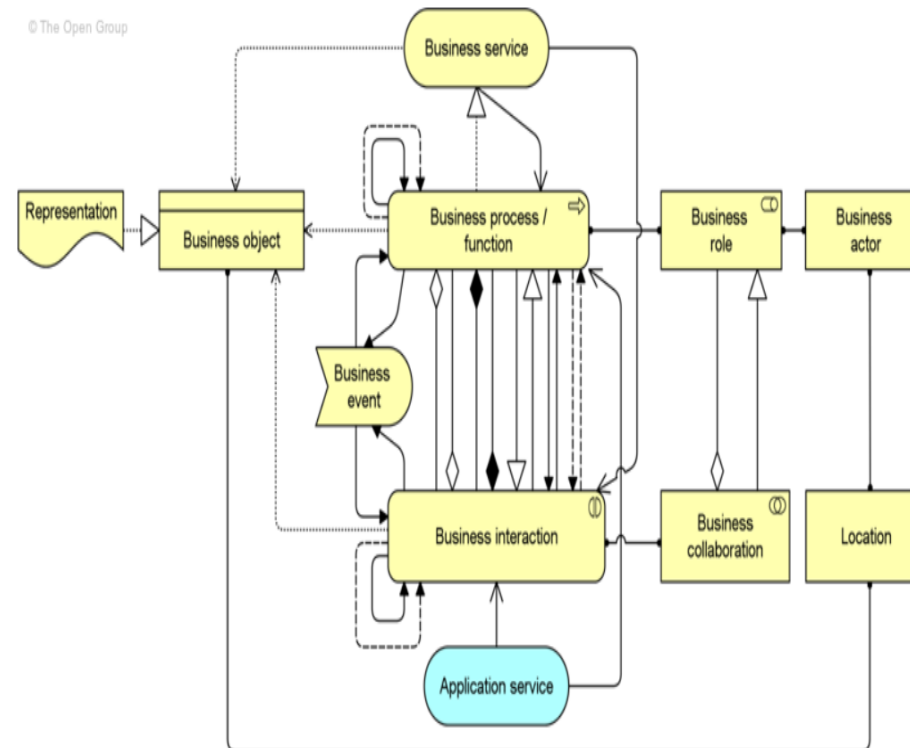 © The Open Group
Business service
Representation
Business object
Business process /
function
Business
role
Business
actor
Business
event
Business interaction
Business
collaboration
Location
Application service